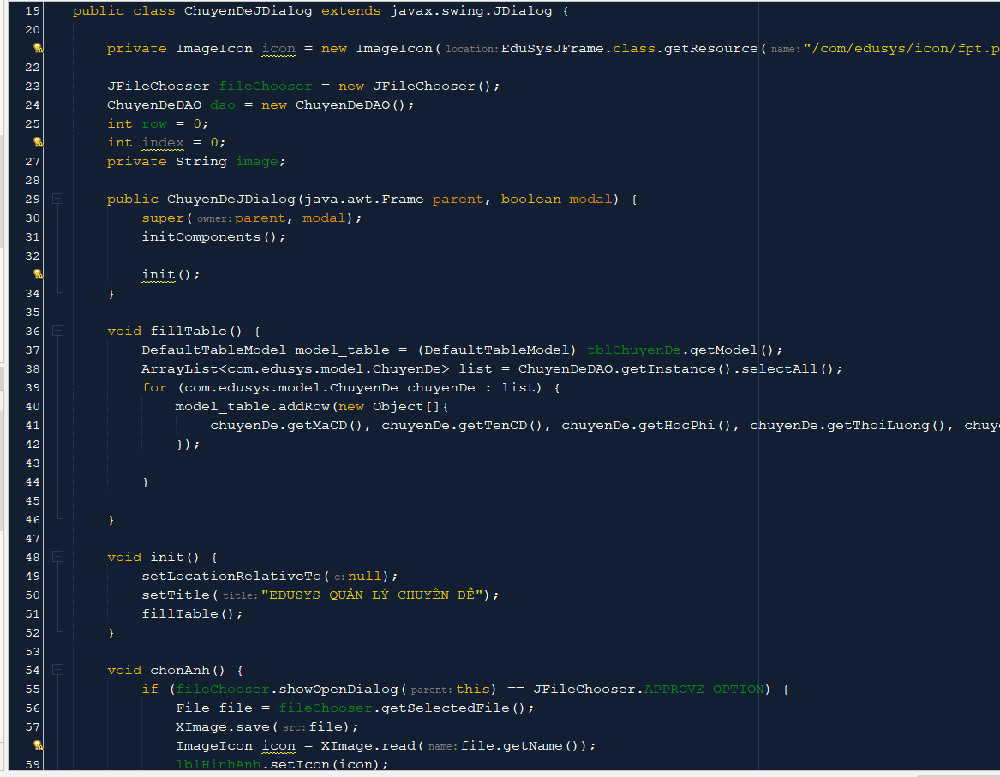 19 public class ChuyenDeJDialog extends javax.swing.JDialog {
20
private ImageIcon icon = new ImageIcon(location:EduSysJFrame.class.getResource(name:"/com/edusys/icon/fpt.p
22
23 JFileChooser fileChooser = new JFileChooser();
24 ChuyenDeDAO dao = new ChuyenDeDAO();
25 int row = 0;
int index = 0;
27 private String image;
28
29 public ChuyenDeJDialog(java.awt.Frame parent, boolean modal) {
30 super(owner:parent, modal);
31 initComponents();
32
init();
34 }
35
36 void fillTable() {
37 DefaultTableModel model_table = (DefaultTableModel) tblChuyenDe.getModel();
38 ArrayList<com.edusys.model.ChuyenDe> list = ChuyenDeDAO.getInstance().selectAll();
39 for (com.edusys.model.ChuyenDe chuyenDe : list) {
40 model_table.addRow(new Object[]{
41 chuyenDe.getMaCD(), chuyenDe.getTenCD(), chuyenDe.getHocPhi(), chuyenDe.getThoiLuong(), chuye
42 });
43
44 }
45
46 }
47
48 void init() {
49 setLocationRelativeTo(c:null);
50 setTitle(title:"EDUSYS QUẢN LÝ CHUYÊN ĐỀ");
51 fillTable();
52 }
53
54 void chonAnh() {
55 if (fileChooser.showOpenDialog(parent:this) == JFileChooser.APPROVE_OPTION) {
56 File file = fileChooser.getSelectedFile();
57 XImage.save(src:file);
ImageIcon icon = XImage.read(name:file.getName());
59 lblHinhAnh.setIcon(icon);